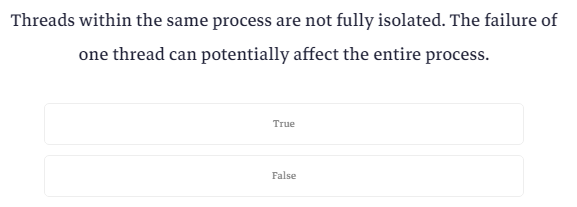 Threads within the same process are not fully isolated. The failure of
one thread can potentially affect the entire process.
True
False